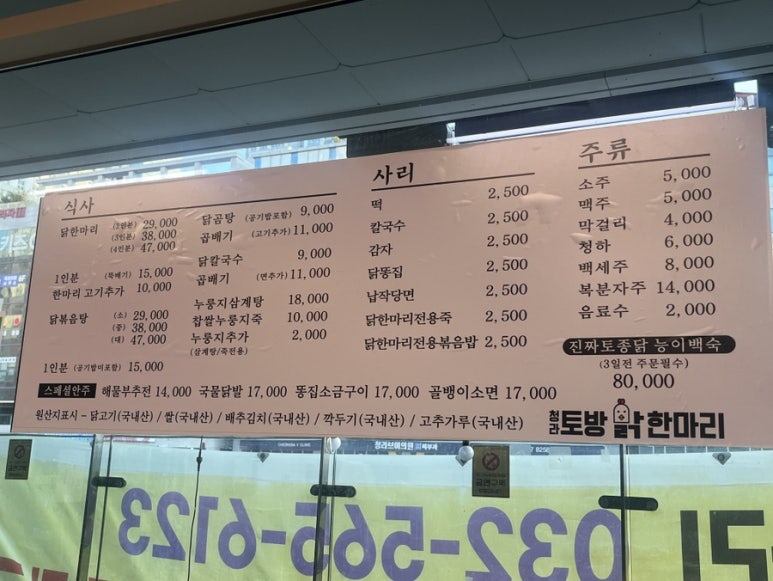 식사
닭한마리 (2인분) 29,000
(3인분) 38,000
(4인분) 47,000
1인분 (뚝배기) 15,000
한마리 고기추가 10,000
닭볶음탕 (소) 29,000
(중) 38,000
(대) 47,000
1인분 (공기밥미포함) 15,000
닭곰탕 (공기밥포함) 9,000
곱배기 (고기추가) 11,000
닭칼국수 9,000
곱배기 (면추가) 11,000
누룽지삼계탕 18,000
찹쌀누룽지죽 10,000
누룽지추가 2,000
(삼계탕/죽전용)
사리
떡 2,500
칼국수 2,500
감자 2,500
닭똥집 2,500
납작당면 2,500
닭한마리전용죽 2,500
닭한마리전용볶음밥 2,500
주류
소주 5,000
맥주 5,000
막걸리 4,000
청하 6,000
백세주 8,000
복분자주 14,000
음료수 2,000
진짜토종닭 능이백숙
(3일전 주문필수)
80,000
스페셜안주 해물부추전 14,000 국물닭발 17,000 똥집소금구이 17,000 골뱅이소면 17,000
원산지표시 – 닭고기(국내산) / 쌀(국내산) / 배추김치(국내산) / 깍두기(국내산) / 고추가루(국내산)
청라 토방 닭한마리
금연구역
032-565-6123